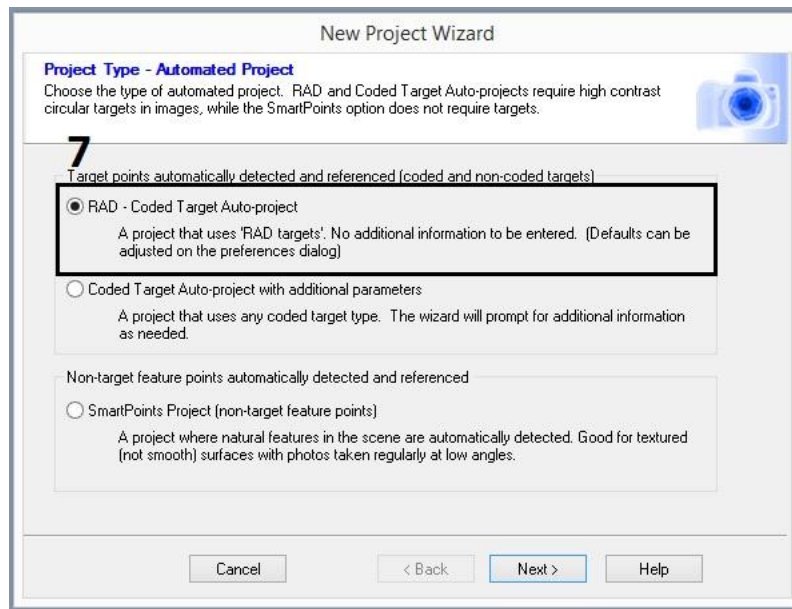 New Project Wizard
Project Type - Automated Project
Choose the type of automated project. RAD and Coded Target Auto-projects require high contrast
circular targets in images, while the SmartPoints option does not require targets.
7
Target points automatically detected and referenced (coded and non-coded targets)
RAD - Coded Target Auto-project
A project that uses 'RAD targets'. No additional information to be entered. (Defaults can be
adjusted on the preferences dialog)
Coded Target Auto-project with additional parameters
A project that uses any coded target type. The wizard will prompt for additional information
as needed.
Non-target feature points automatically detected and referenced
SmartPoints Project (non-target feature points)
A project where natural features in the scene are automatically detected. Good for textured
(not smooth) surfaces with photos taken regularly at low angles.
Cancel < Back Next > Help